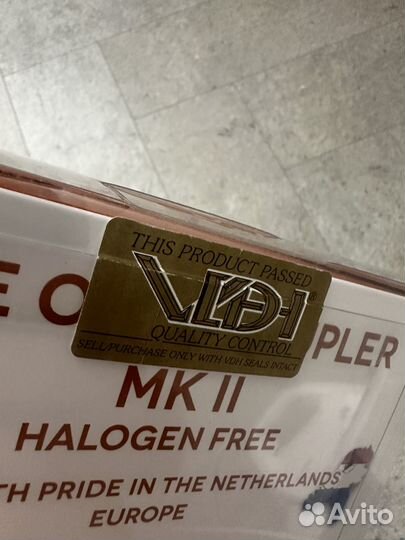 THIS PRODUCT PASSED
VDH®
QUALITY CONTROL
SELL/PURCHASE ONLY WITH VDH SEALS INTACT
E O PLER
MK II
HALOGEN FREE
TH PRIDE IN THE NETHERLANDS
EUROPE
Avito